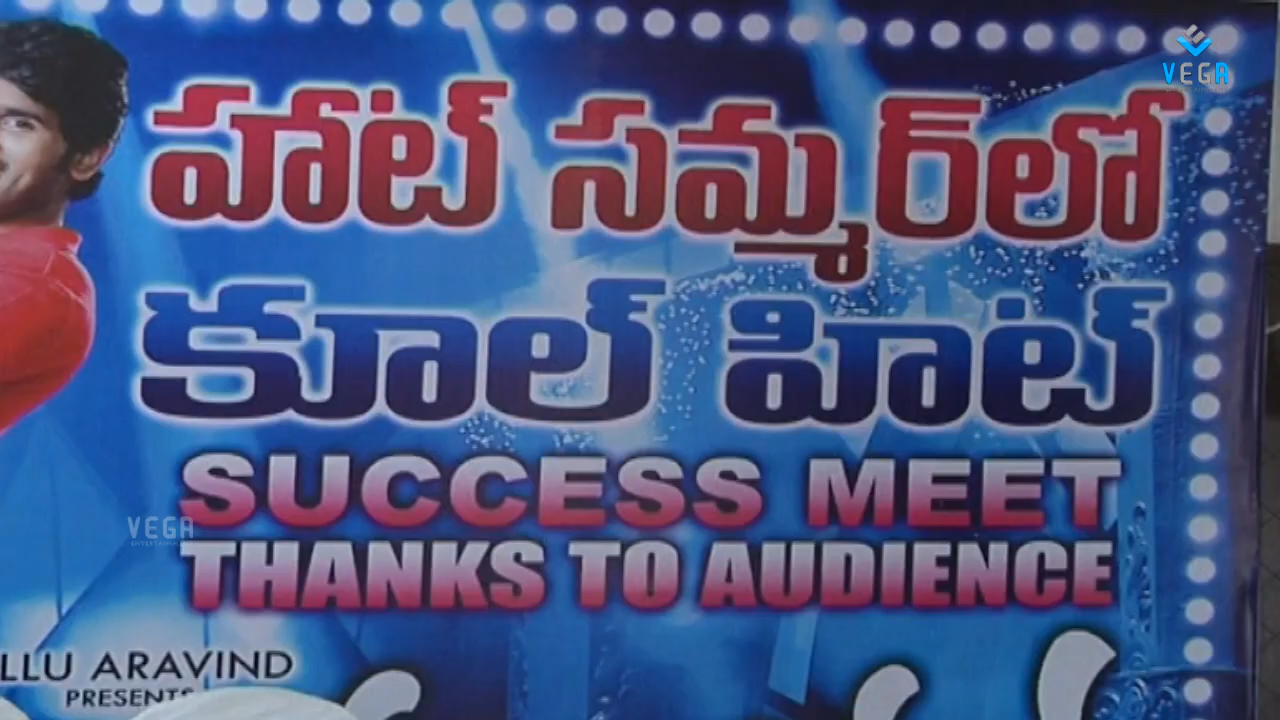 VEGA
హాట్ సమ్మర్‌లో
కూల్ హిట్
SUCCESS MEET
VEGA
THANKS TO AUDIENCE
LLU ARAVIND
PRESENTS